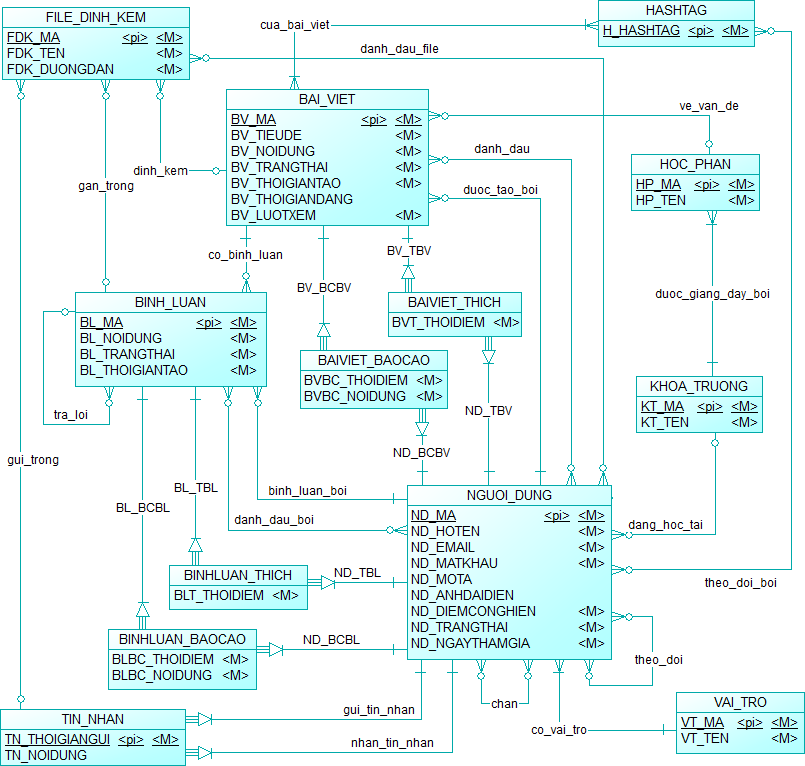 FILE_DINH_KEM
FDK_MA <pi> <M>
FDK_TEN <M>
FDK_DUONGDAN <M>
cua_bai_viet
HASHTAG
H_HASHTAG <pi> <M>
danh_dau_file
BAI_VIET
BV_MA <pi> <M>
BV_TIEUDE <M>
BV_NOIDUNG <M>
BV_TRANGTHAI <M>
BV_THOIGIANTAO <M>
BV_THOIGIANDANG
BV_LUOTXEM <M>
ve_van_de
danh_dau
duoc_tao_boi
dinh_kem
gan_trong
HOC_PHAN
HP_MA <pi> <M>
HP_TEN <M>
co_binh_luan
BV_TBV
BV_BCBV
duoc_giang_day_boi
BINH_LUAN
BL_MA <pi> <M>
BL_NOIDUNG <M>
BL_TRANGTHAI <M>
BL_THOIGIANTAO <M>
BAIVIET_THICH
BVT_THOIDIEM <M>
BAIVIET_BAOCAO
BVBC_THOIDIEM <M>
BVBC_NOIDUNG <M>
KHOA_TRUONG
KT_MA <pi> <M>
KT_TEN <M>
tra_loi
ND_TBV
gui_trong
ND_BCBV
BL_TBL
BL_BCBL
binh_luan_boi
danh_dau_boi
NGUOI_DUNG
ND_MA <pi> <M>
ND_HOTEN <M>
ND_EMAIL <M>
ND_MATKHAU <M>
ND_MOTA
ND_ANHDAIDIEN
ND_DIEMCONGHIEN <M>
ND_TRANGTHAI <M>
ND_NGAYTHAMGIA <M>
dang_hoc_tai
theo_doi_boi
BINHLUAN_THICH
BLT_THOIDIEM <M>
ND_TBL
BINHLUAN_BAOCAO
BLBC_THOIDIEM <M>
BLBC_NOIDUNG <M>
ND_BCBL
theo_doi
chan
gui_tin_nhan
nhan_tin_nhan
co_vai_tro
TIN_NHAN
TN_THOIGIANGUI <pi> <M>
TN_NOIDUNG
VAI_TRO
VT_MA <pi> <M>
VT_TEN <M>